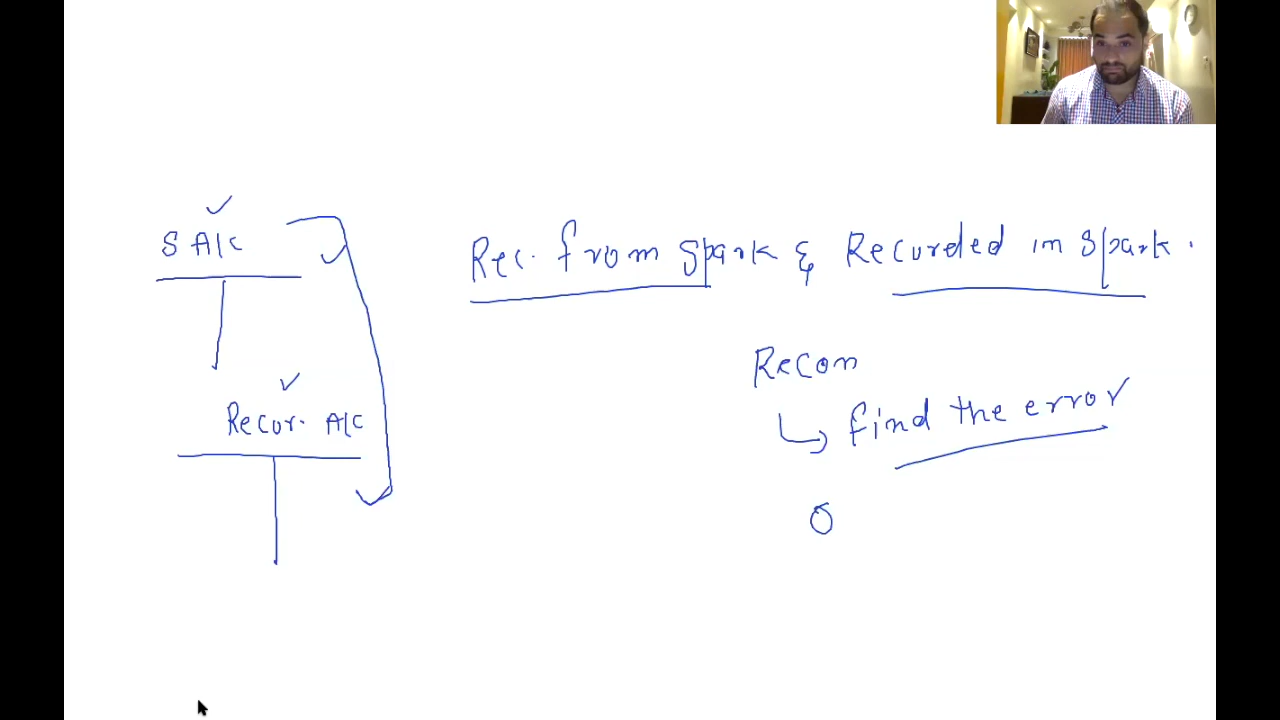 S A/C
Rec. from Spark & Recorded in Spark.
Recon
Recor. A/C
find the error
0